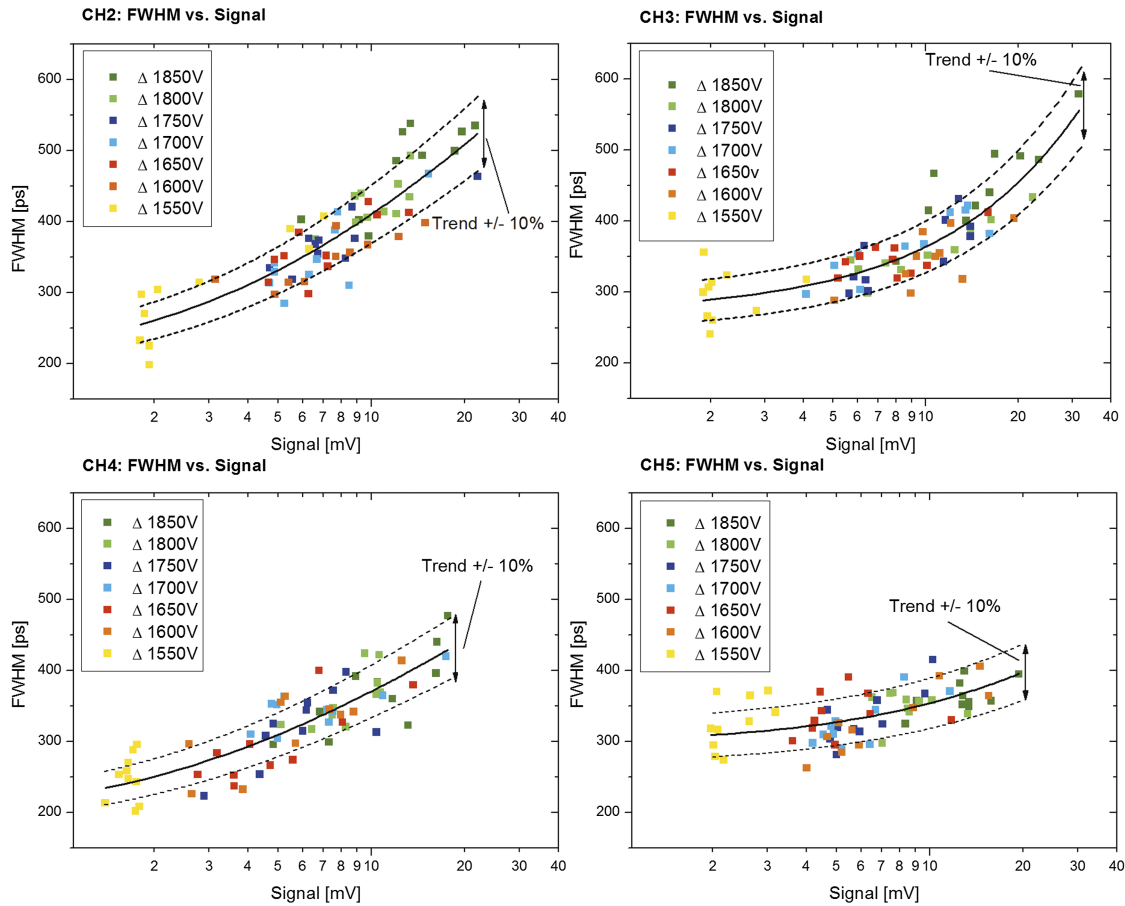 CH2: FWHM vs. Signal
FWHM [ps]
600
500
400
300
200
Δ 1850V
Δ 1800V
Δ 1750V
Δ 1700V
Δ 1650V
Δ 1600V
Δ 1550V
Trend +/- 10%
2 3 4 5 6 7 8 9 10 20 30 40
Signal [mV]
CH3: FWHM vs. Signal
FWHM [ps]
600
500
400
300
200
Δ 1850V
Δ 1800V
Δ 1750V
Δ 1700V
Δ 1650v
Δ 1600V
Δ 1550V
Trend +/- 10%
2 3 4 5 6 7 8 9 10 20 30 40
Signal [mV]
CH4: FWHM vs. Signal
FWHM [ps]
600
500
400
300
200
Δ 1850V
Δ 1800V
Δ 1750V
Δ 1700V
Δ 1650V
Δ 1600V
Δ 1550V
Trend +/- 10%
2 3 4 5 6 7 8 9 10 20 30 40
Signal [mV]
CH5: FWHM vs. Signal
FWHM [ps]
600
500
400
300
200
Δ 1850V
Δ 1800V
Δ 1750V
Δ 1700V
Δ 1650V
Δ 1600V
Δ 1550V
Trend +/- 10%
2 3 4 5 6 7 8 9 10 20 30 40
Signal [mV]